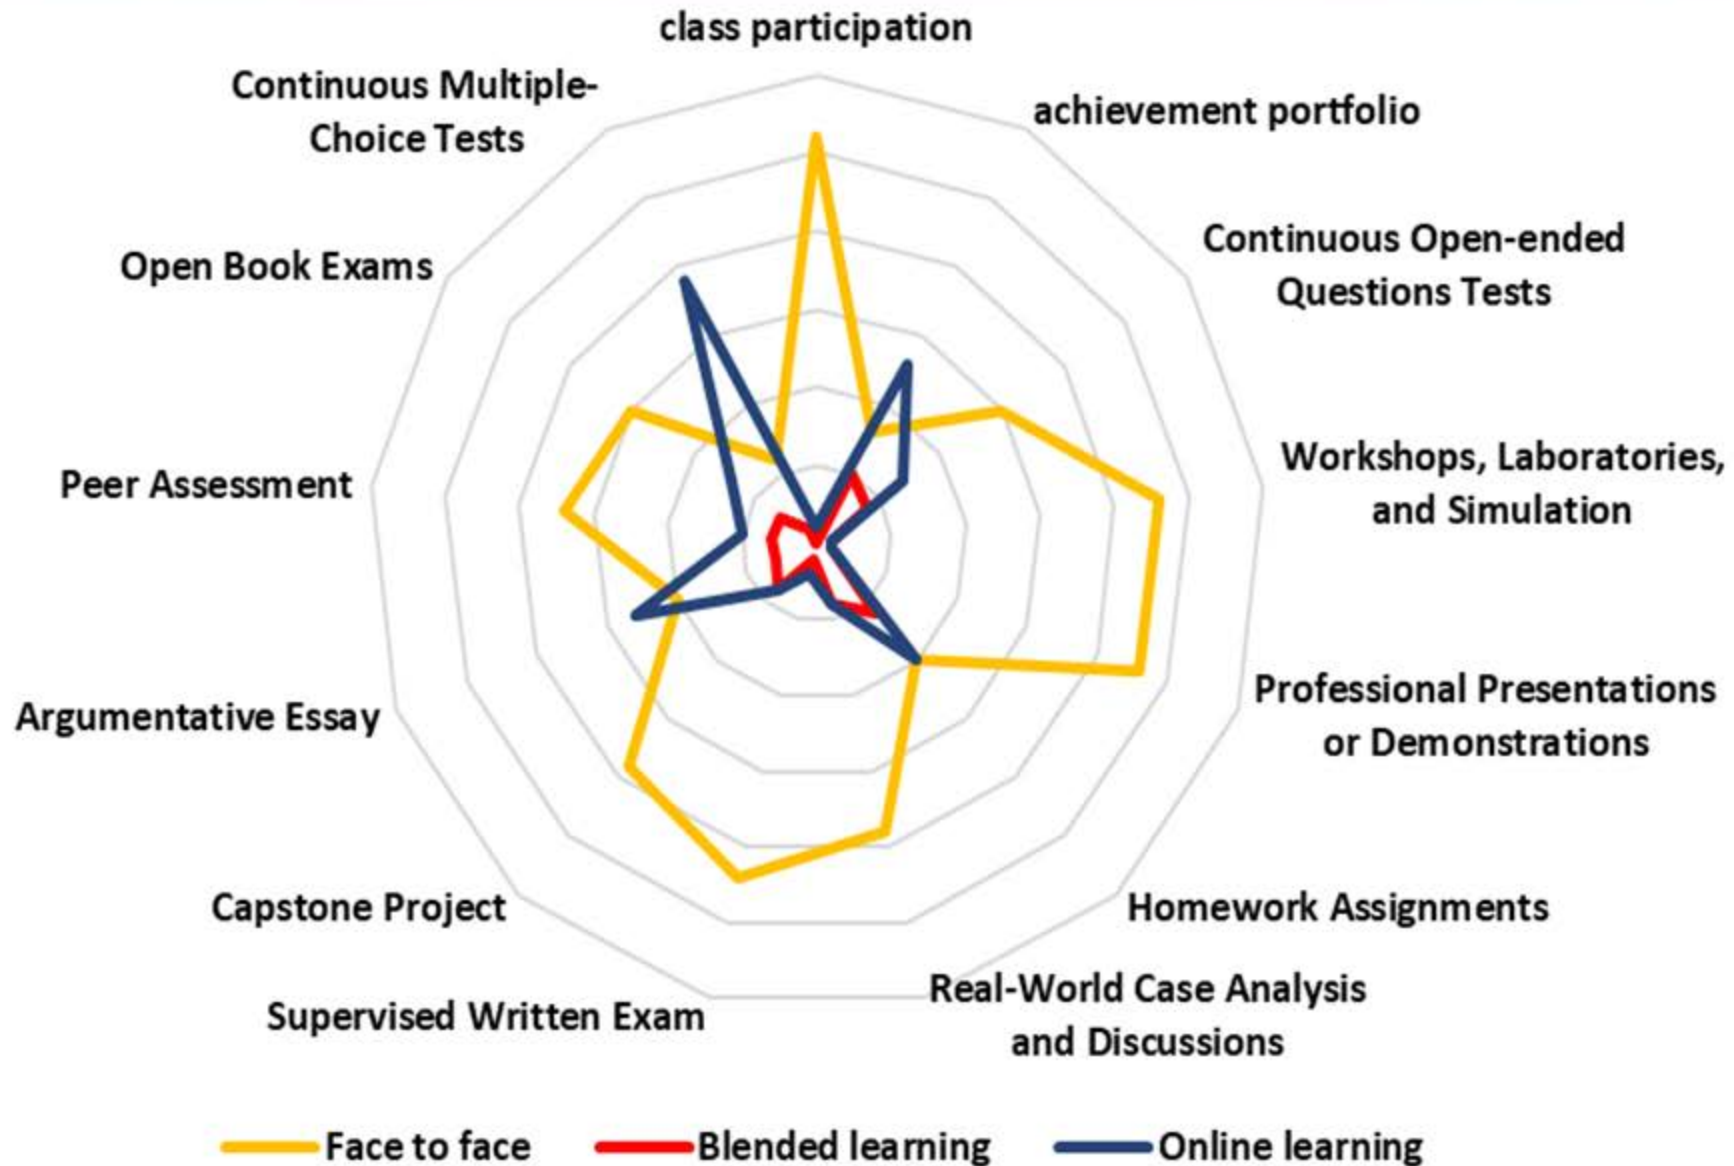 class participation
achievement portfolio
Continuous Open-ended
Questions Tests
Workshops, Laboratories,
and Simulation
Professional Presentations
or Demonstrations
Homework Assignments
Real-World Case Analysis
and Discussions
Supervised Written Exam
Capstone Project
Argumentative Essay
Peer Assessment
Open Book Exams
Continuous Multiple-
Choice Tests
Face to face
Blended learning
Online learning